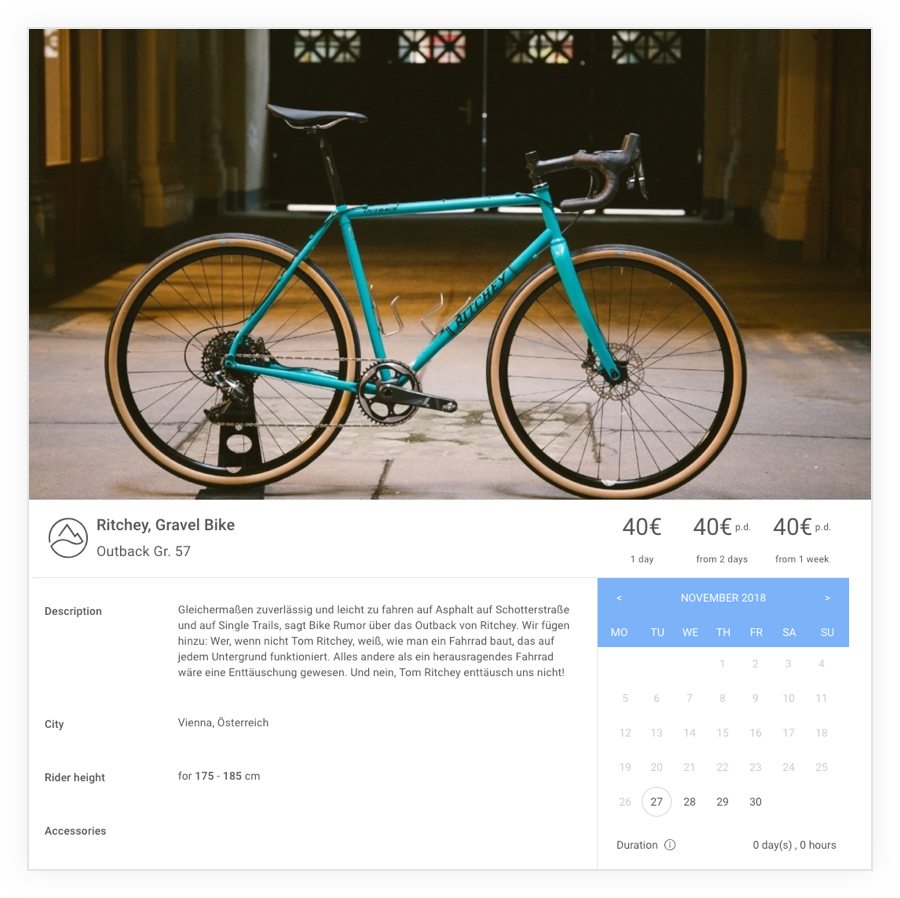 OUTBACK
RITCHEY
Ritchey, Gravel Bike
Outback Gr. 57
40€ 40€ p.d. 40€ p.d.
1 day from 2 days from 1 week
Description
Gleichermaßen zuverlässig und leicht zu fahren auf Asphalt auf Schotterstraße
und auf Single Trails, sagt Bike Rumor über das Outback von Ritchey. Wir fügen
hinzu: Wer, wenn nicht Tom Ritchey, weiß, wie man ein Fahrrad baut, das auf
jedem Untergrund funktioniert. Alles andere als ein herausragendes Fahrrad
wäre eine Enttäuschung gewesen. Und nein, Tom Ritchey enttäusch uns nicht!
City
Vienna, Österreich
Rider height
for 175 - 185 cm
Accessories
< NOVEMBER 2018 >
MO TU WE TH FR SA SU
1 2 3 4
5 6 7 8 9 10 11
12 13 14 15 16 17 18
19 20 21 22 23 24 25
26 27 28 29 30
Duration i 0 day(s) , 0 hours